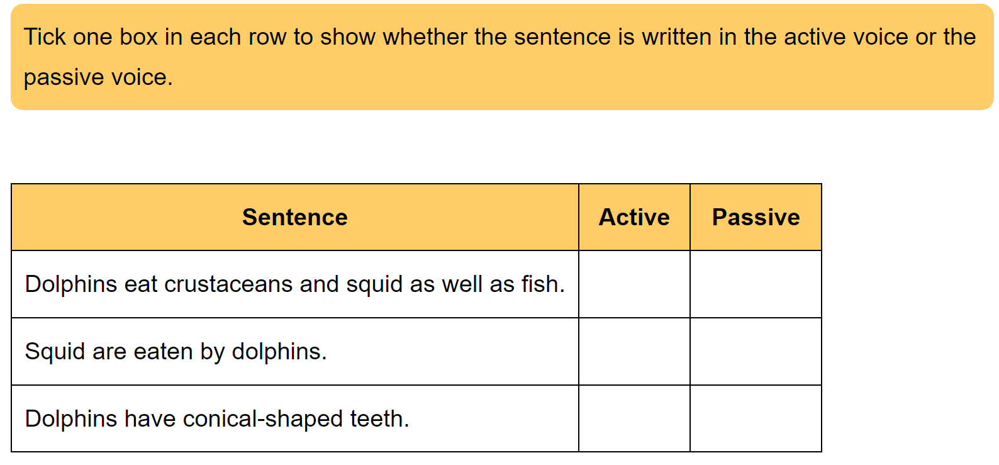 Tick one box in each row to show whether the sentence is written in the active voice or the
passive voice.
Sentence Active Passive
Dolphins eat crustaceans and squid as well as fish.
Squid are eaten by dolphins.
Dolphins have conical-shaped teeth.